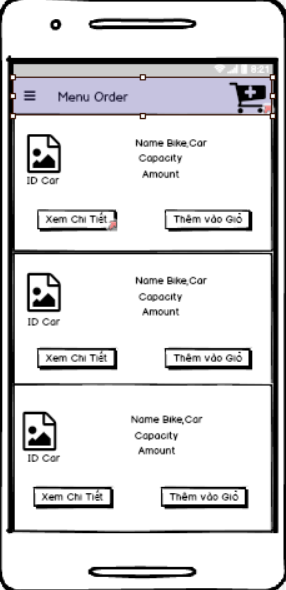 8:21
Menu Order
Name Bike,Car
Capacity
Amount
ID Car
Xem Chi Tiết
Thêm vào Giỏ
Name Bike,Car
Capacity
Amount
ID Car
Xem Chi Tiết
Thêm vào Giỏ
Name Bike,Car
Capacity
Amount
ID Car
Xem Chi Tiết
Thêm vào Giỏ